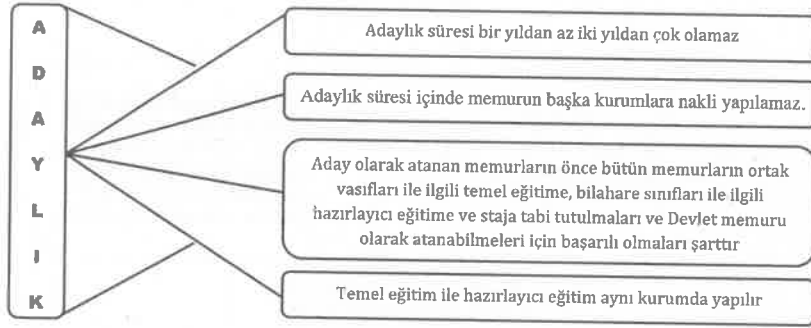 A
D
A
Y
L
I
K
Adaylık süresi bir yıldan az iki yıldan çok olamaz
Adaylık süresi içinde memurun başka kurumlara nakli yapılamaz.
Aday olarak atanan memurların önce bütün memurların ortak
vasıfları ile ilgili temel eğitime, bilahare sınıfları ile ilgili
hazırlayıcı eğitime ve staja tabi tutulmaları ve Devlet memuru
olarak atanabilmeleri için başarılı olmaları şarttır
Temel eğitim ile hazırlayıcı eğitim aynı kurumda yapılır